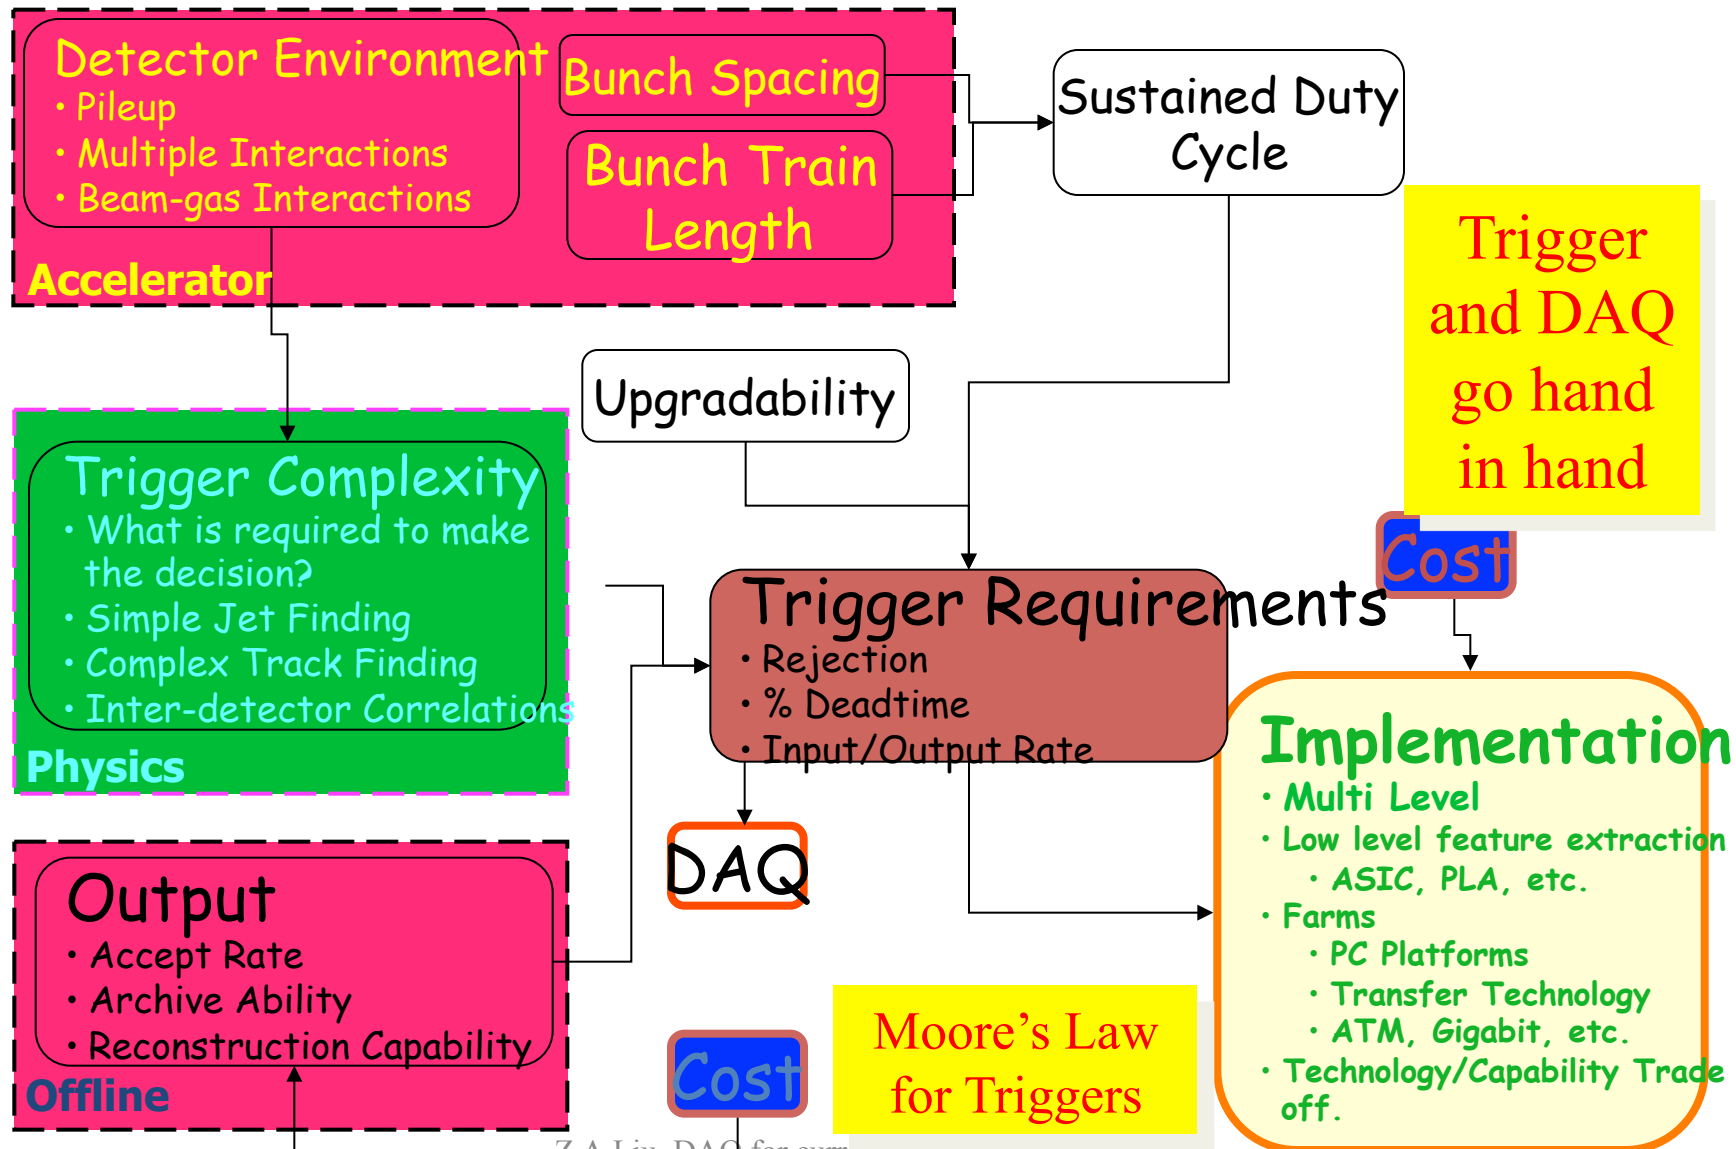 Detector Environment
• Pileup
• Multiple Interactions
• Beam-gas Interactions
Accelerator
Bunch Spacing
Bunch Train
Length
Sustained Duty
Cycle
Trigger
and DAQ
go hand
in hand
Upgradability
Trigger Complexity
• What is required to make
the decision?
• Simple Jet Finding
• Complex Track Finding
• Inter-detector Correlations
Physics
Cost
Trigger Requirements
• Rejection
• % Deadtime
• Input/Output Rate
DAQ
Implementation
• Multi Level
• Low level feature extraction
• ASIC, PLA, etc.
• Farms
• PC Platforms
• Transfer Technology
• ATM, Gigabit, etc.
• Technology/Capability Trade
off.
Output
• Accept Rate
• Archive Ability
• Reconstruction Capability
Offline
Cost
Moore's Law
for Triggers